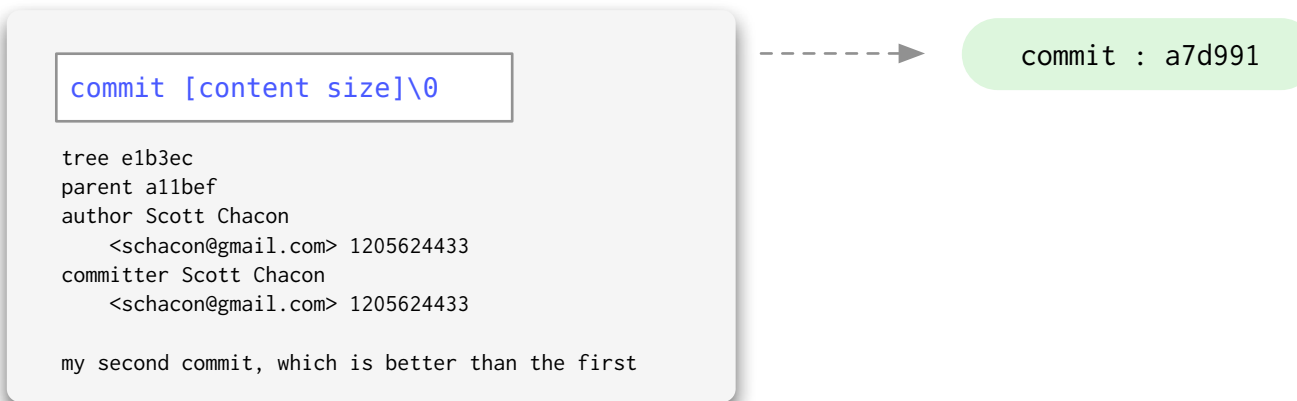 commit [content size]\0
commit : a7d991
tree e1b3ec
parent a11bef
author Scott Chacon
<schacon@gmail.com> 1205624433
committer Scott Chacon
<schacon@gmail.com> 1205624433
my second commit, which is better than the first